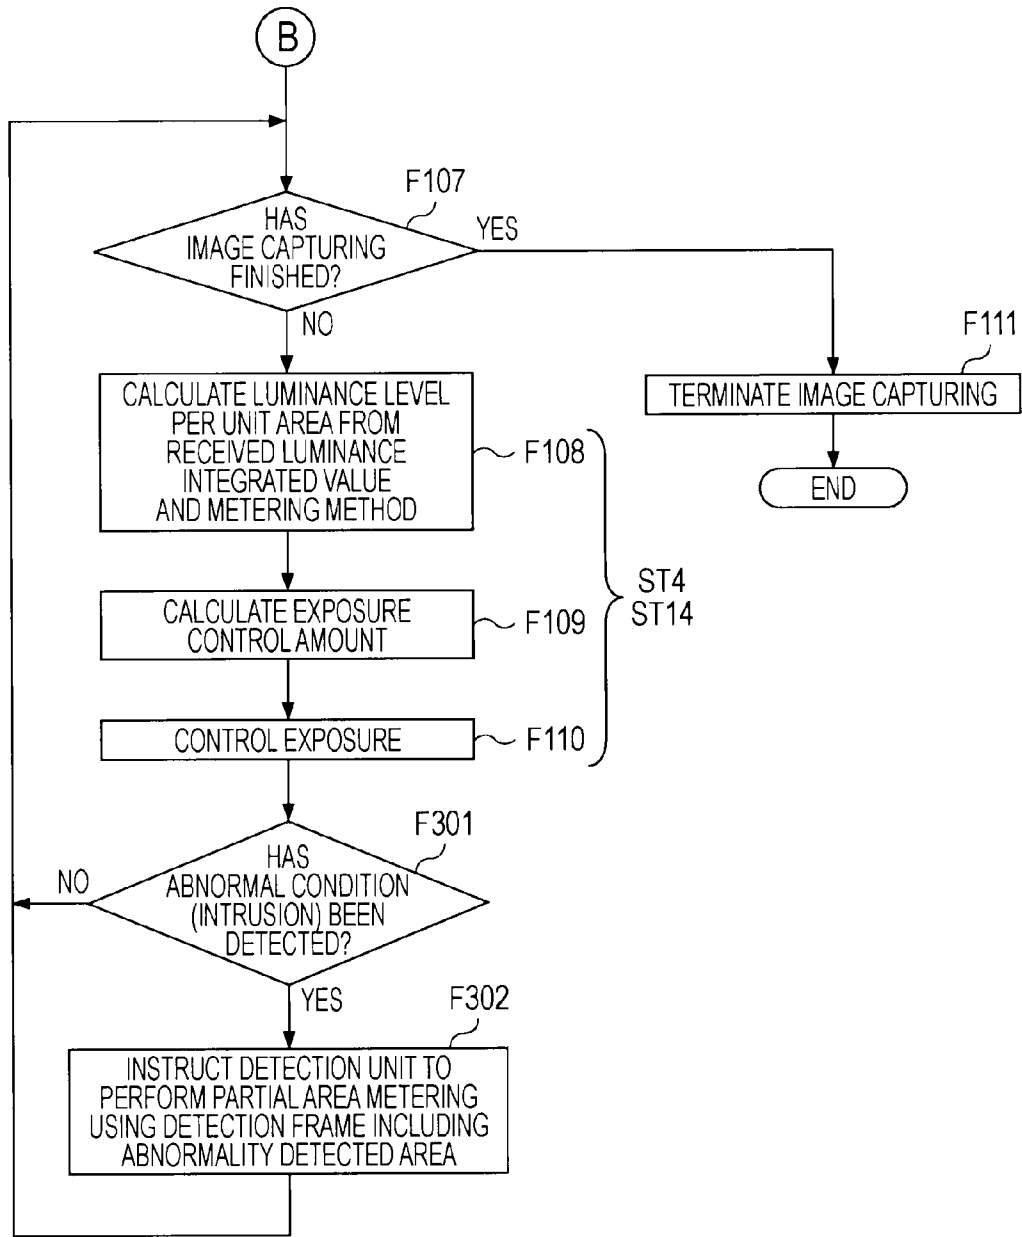 B
F107
HAS
IMAGE CAPTURING
FINISHED?
YES
NO
F111
TERMINATE IMAGE CAPTURING
END
CALCULATE LUMINANCE LEVEL
PER UNIT AREA FROM
RECEIVED LUMINANCE
INTEGRATED VALUE
AND METERING METHOD
F108
CALCULATE EXPOSURE
CONTROL AMOUNT
F109
CONTROL EXPOSURE
F110
ST4
ST14
F301
HAS
ABNORMAL CONDITION
(INTRUSION) BEEN
DETECTED?
NO
YES
F302
INSTRUCT DETECTION UNIT TO
PERFORM PARTIAL AREA METERING
USING DETECTION FRAME INCLUDING
ABNORMALITY DETECTED AREA